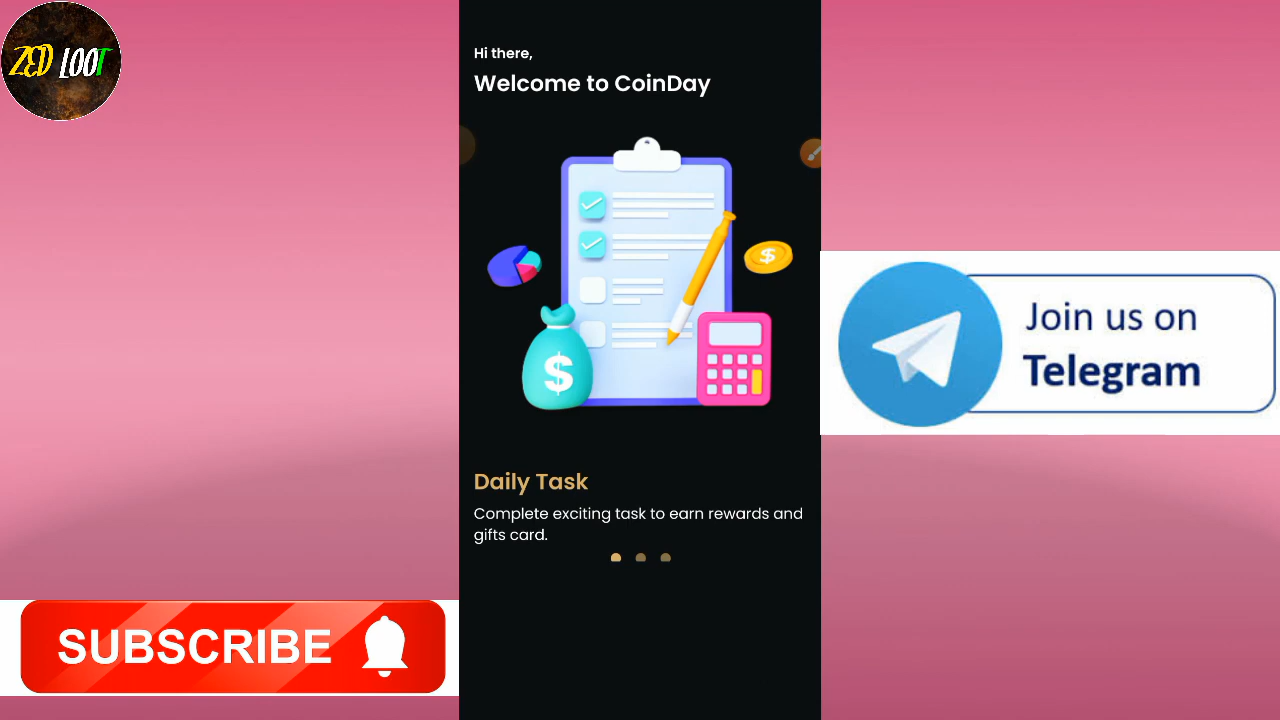 ZED LOOT
Hi there,
Welcome to CoinDay
$
$
Join us on
Telegram
Daily Task
Complete exciting task to earn rewards and
gifts card.
SUBSCRIBE